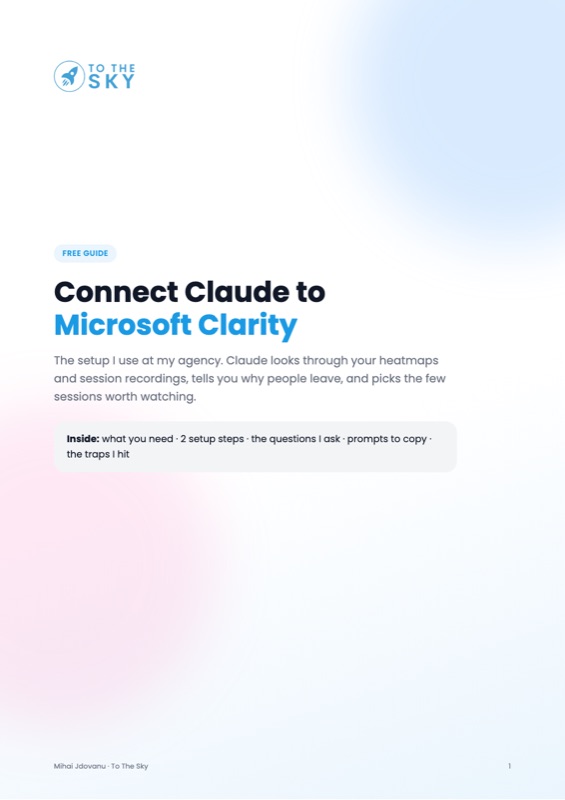 TO THE
SKY
FREE GUIDE
Connect Claude to
Microsoft Clarity
The setup I use at my agency. Claude looks through your heatmaps
and session recordings, tells you why people leave, and picks the few
sessions worth watching.
Inside: what you need · 2 setup steps · the questions I ask · prompts to copy ·
the traps I hit
Mihai Jdovanu · To The Sky
1